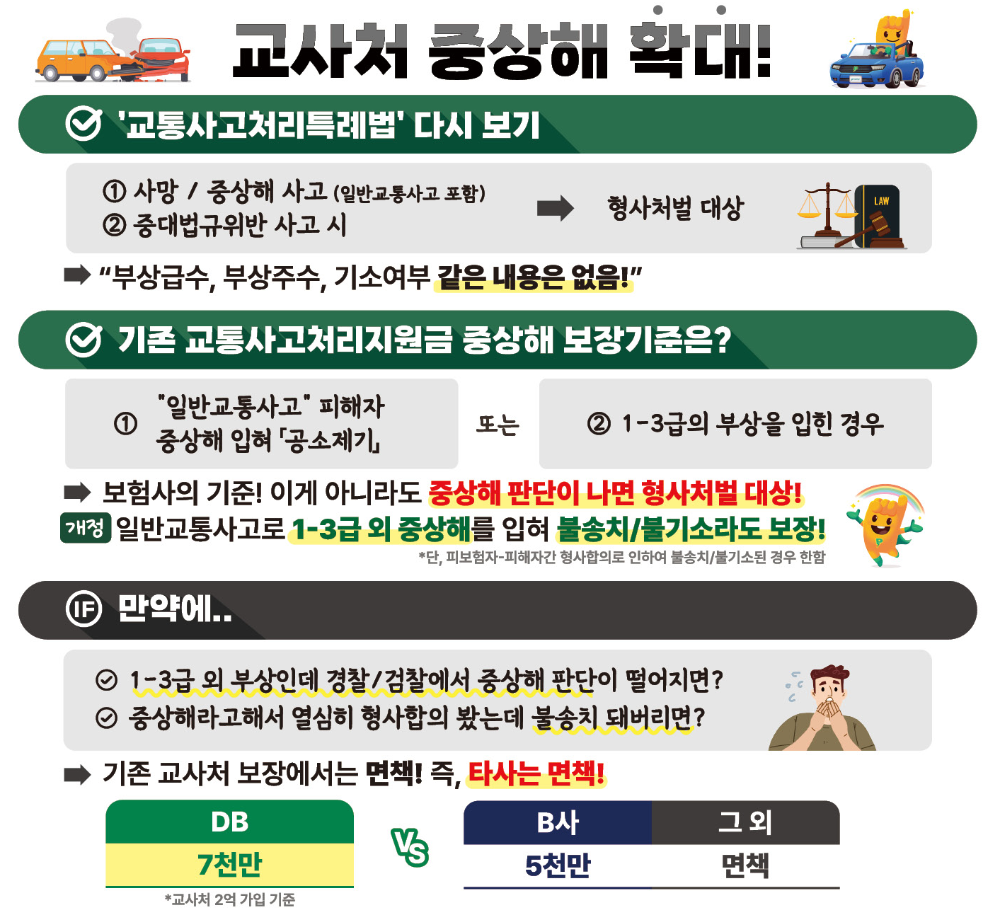 교사처 중상해 확대!
'교통사고처리특례법' 다시 보기
① 사망 / 중상해 사고 (일반교통사고 포함)
② 중대법규위반 사고 시
형사처벌 대상
LAW
“부상급수, 부상주수, 기소여부 같은 내용은 없음!”
기존 교통사고처리지원금 중상해 보장기준은?
① "일반교통사고" 피해자
중상해 입혀 「공소제기」
또는
② 1-3급의 부상을 입힌 경우
보험사의 기준! 이게 아니라도 중상해 판단이 나면 형사처벌 대상!
개정 일반교통사고로 1-3급 외 중상해를 입혀 불송치/불기소라도 보장!
*단, 피보험자-피해자간 형사합의로 인하여 불송치/불기소된 경우 한함
P
IF 만약에..
1-3급 외 부상인데 경찰/검찰에서 중상해 판단이 떨어지면?
중상해라고해서 열심히 형사합의 봤는데 불송치 돼버리면?
기존 교사처 보장에서는 면책! 즉, 타사는 면책!
DB
7천만
*교사처 2억 가입 기준
VS
B사 그 외
5천만 면책